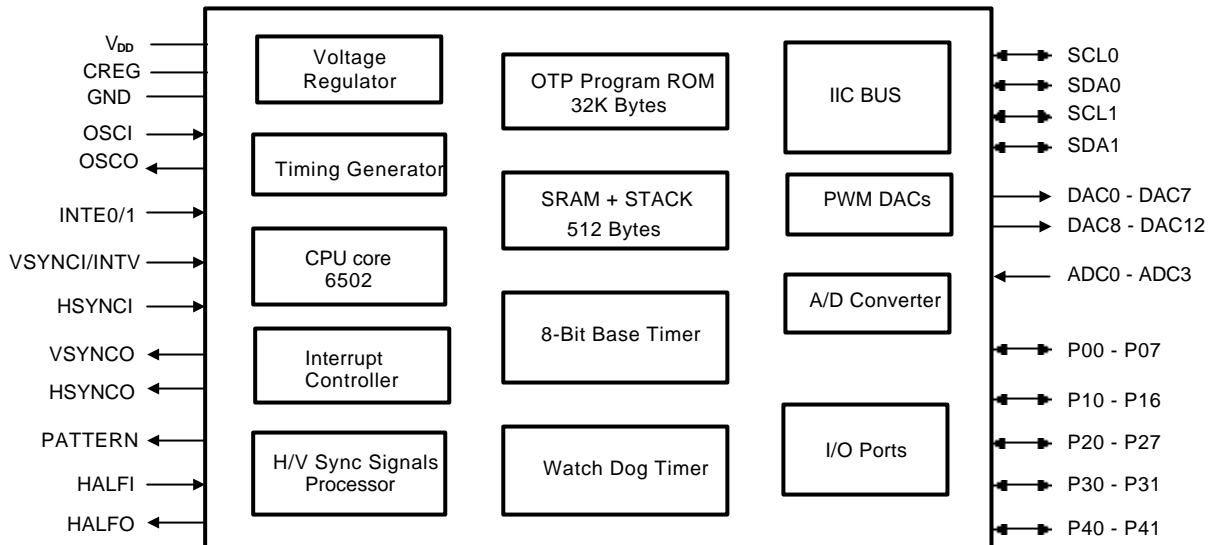 V_DD
CREG
GND
OSCI
OSCO
INTE0/1
VSYNCI/INTV
HSYNCI
VSYNCO
HSYNCO
PATTERN
HALFI
HALFO
Voltage
Regulator
Timing Generator
CPU core
6502
Interrupt
Controller
H/V Sync Signals
Processor
OTP Program ROM
32K Bytes
SRAM + STACK
512 Bytes
8-Bit Base Timer
Watch Dog Timer
IIC BUS
PWM DACs
A/D Converter
I/O Ports
SCL0
SDA0
SCL1
SDA1
DAC0 - DAC7
DAC8 - DAC12
ADC0 - ADC3
P00 - P07
P10 - P16
P20 - P27
P30 - P31
P40 - P41